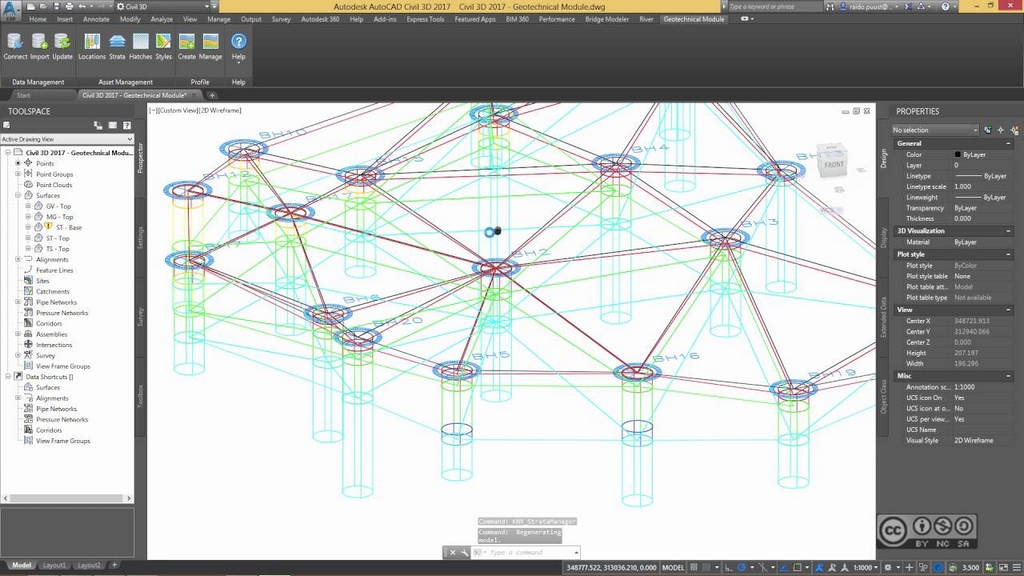 Civil 3D
Autodesk AutoCAD Civil 3D 2017 Civil 3D 2017 - Geotechnical Module.dwg
Type a keyword or phrase
Home Insert Annotate Modify Analyze View Manage Output Survey Autodesk 360 Help Add-ins Express Tools Featured Apps BIM 360 Performance Bridge Modeler River Geotechnical Module
Connect Import Update Locations Strata Hatches Styles Create Manage Help
Data Management Asset Management Profile Help
Start Civil 3D 2017 - Geotechnical Module*
TOOLSPACE
Active Drawing View
Civil 3D 2017 - Geotechnical Modu...
Points
Point Groups
Point Clouds
Surfaces
GV - Top
MG - Top
ST - Base
ST - Top
TS - Top
Alignments
Feature Lines
Sites
Catchments
Pipe Networks
Pressure Networks
Corridors
Assemblies
Intersections
Survey
View Frame Groups
Data Shortcuts []
Surfaces
Alignments
Pipe Networks
Pressure Networks
Corridors
View Frame Groups
Prospector
Settings
Survey
Toolbox
[−][Custom View][2D Wireframe]
BH10
BH4
BH12
BH3
BH2
BH20
BH5
BH16
BH19
FRONT
Command: KNX_StrataManager
Command: Regenerating
model.
Type a command
PROPERTIES
No selection
General
Color ByLayer
Layer 0
Linetype ByLayer
Linetype scale 1.000
Lineweight ByLayer
Transparency ByLayer
Thickness 0.000
3D Visualization
Material ByLayer
Plot style
Plot style ByColor
Plot style table None
Plot table att... Model
Plot table type Not available
View
Center X 348721.913
Center Y 312940.066
Center Z 0.000
Height 207.197
Width 196.296
Misc
Annotation sc... 1:1000
UCS icon On Yes
UCS icon at o... No
UCS per view... Yes
UCS Name
Visual Style 2D Wireframe
Design
Display
Extended Data
Object Class
CC
BY NC SA
Model Layout1 Layout2 +
348777.522, 313036.210, 0.000 MODEL 1:1000 3.500